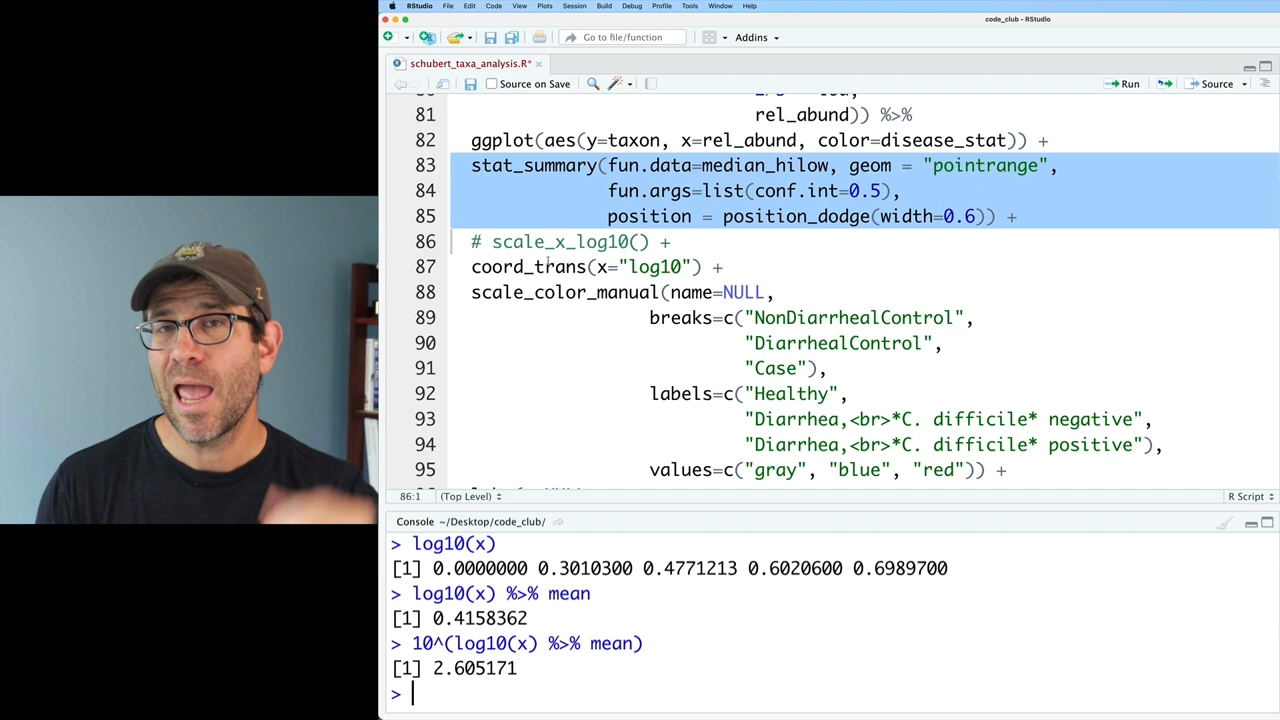 RStudio File Edit Code View Plots Session Build Debug Profile Tools Window Help
code_club - RStudio
Go to file/function Addins
schubert_taxa_analysis.R*
Source on Save Run Source
81 rel_abund)) %>%
82 ggplot(aes(y=taxon, x=rel_abund, color=disease_stat)) +
83 stat_summary(fun.data=median_hilow, geom = "pointrange",
84 fun.args=list(conf.int=0.5),
85 position = position_dodge(width=0.6)) +
86 # scale_x_log10() +
87 coord_trans(x="log10") +
88 scale_color_manual(name=NULL,
89 breaks=c("NonDiarrhealControl",
90 "DiarrhealControl",
91 "Case"),
92 labels=c("Healthy",
93 "Diarrhea,<br>*C. difficile* negative",
94 "Diarrhea,<br>*C. difficile* positive"),
95 values=c("gray", "blue", "red")) +
86:1 (Top Level) R Script
Console ~/Desktop/code_club/
> log10(x)
[1] 0.0000000 0.3010300 0.4771213 0.6020600 0.6989700
> log10(x) %>% mean
[1] 0.4158362
> 10^(log10(x) %>% mean)
[1] 2.605171
>